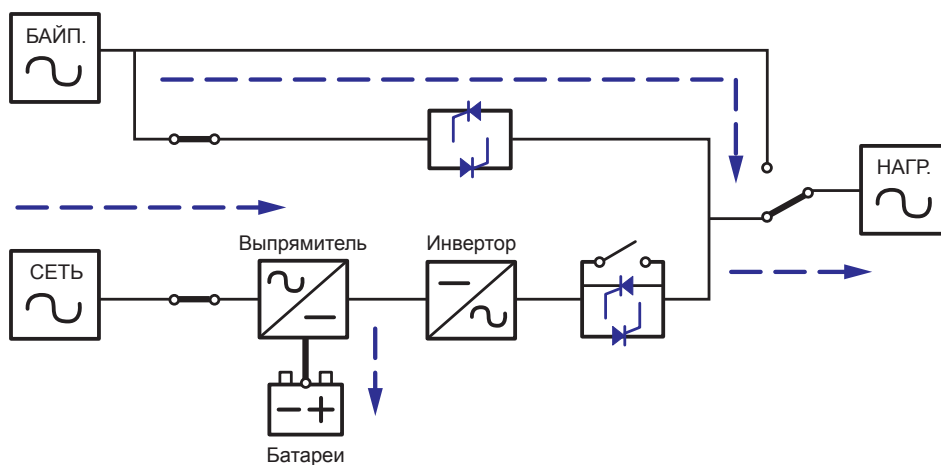 БАЙП.
НАГР.
Выпрямитель
Инвертор
СЕТЬ
Батареи